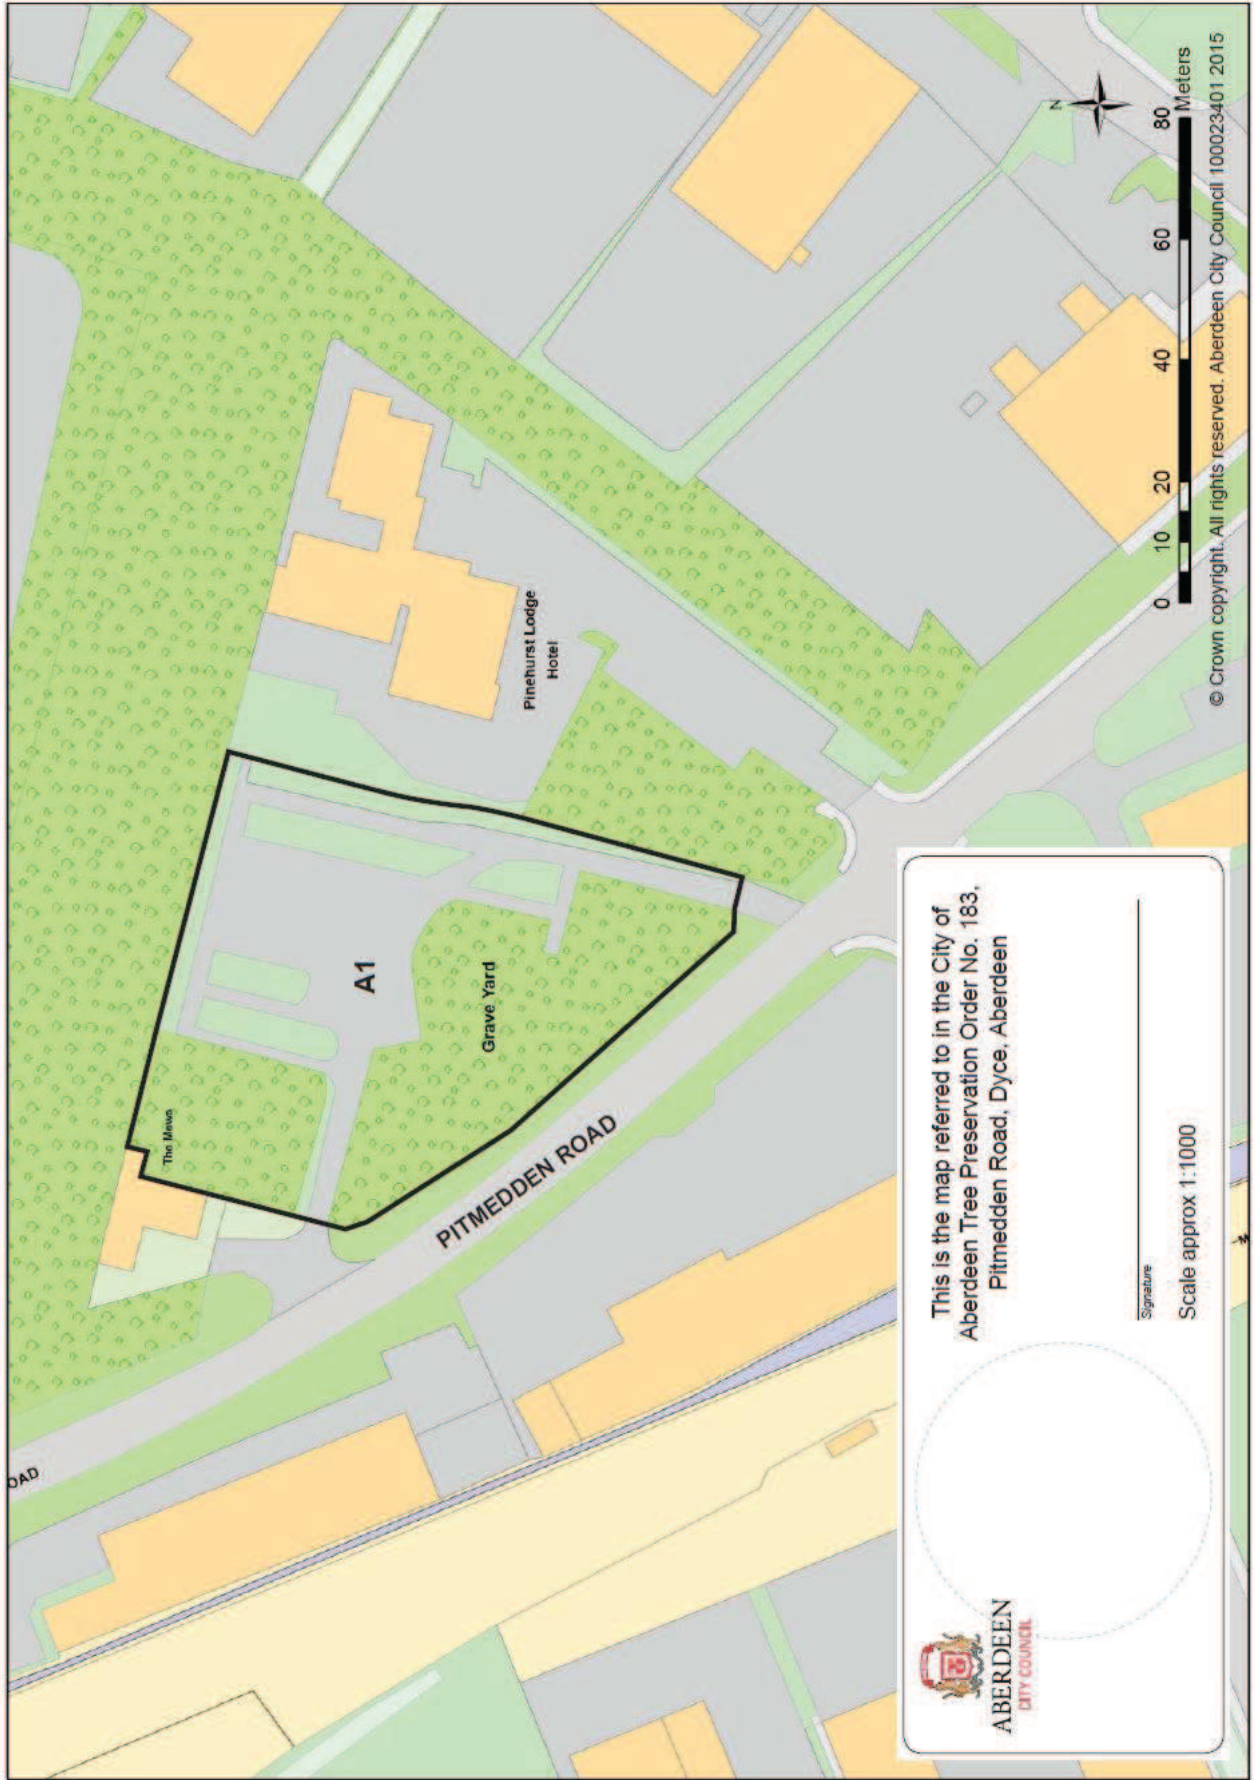 OAD
The Mews
A1
Grave Yard
PITMEDDEN ROAD
Pinehurst Lodge
Hotel
N
0 10 20 40 60 80
Meters
© Crown copyright. All rights reserved. Aberdeen City Council 100023401 2015
ABERDEEN
CITY COUNCIL
This is the map referred to in the City of
Aberdeen Tree Preservation Order No. 183,
Pitmedden Road, Dyce, Aberdeen
Signature
Scale approx 1:1000